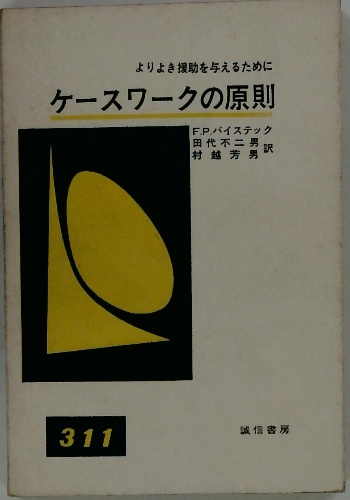 よりよき援助を与えるために
ケースワークの原則
F.P.バイステック
田代不二男
村越芳男 訳
311
誠信書房